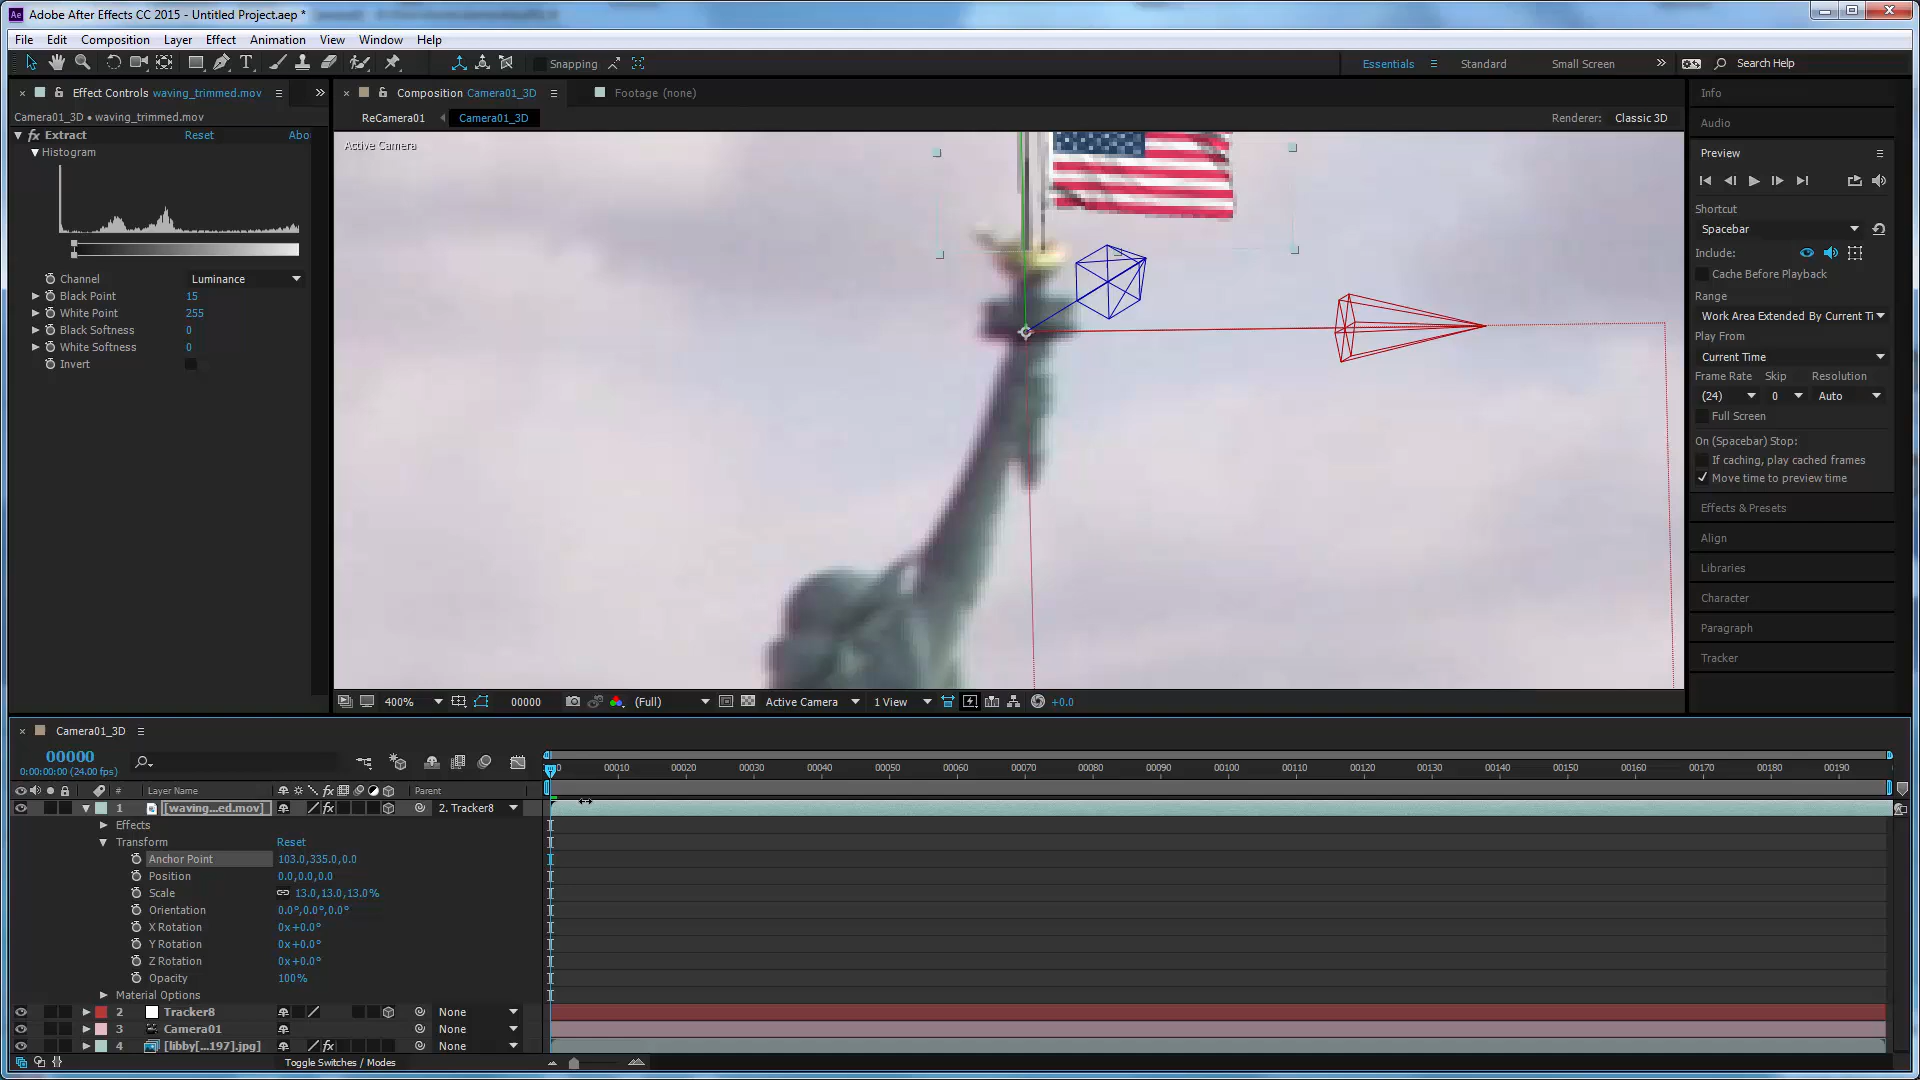 Adobe After Effects CC 2015 - Untitled Project.aep *
File Edit Composition Layer Effect Animation View Window Help
Snapping
Essentials Standard Small Screen
Search Help
Effect Controls waving_trimmed.mov
Camera01_3D • waving_trimmed.mov
fx Extract Reset Abo
Histogram
Channel Luminance
Black Point 15
White Point 255
Black Softness 0
White Softness 0
Invert
Composition Camera01_3D
Footage (none)
ReCamera01 Camera01_3D
Renderer: Classic 3D
Active Camera
400% 00000 (Full) Active Camera 1 View +0.0
Info
Audio
Preview
Shortcut
Spacebar
Include:
Cache Before Playback
Range
Work Area Extended By Current Ti
Play From
Current Time
Frame Rate Skip Resolution
(24) 0 Auto
Full Screen
On (Spacebar) Stop:
If caching, play cached frames
Move time to preview time
Effects & Presets
Align
Libraries
Character
Paragraph
Tracker
Camera01_3D
00000
0:00:00:00 (24.00 fps)
00010 00020 00030 00040 00050 00060 00070 00080 00090 00100 00110 00120 00130 00140 00150 00160 00170 00180 00190
# Layer Name fx Parent
1 [waving...ed.mov] fx 2. Tracker8
Effects
Transform Reset
Anchor Point 103.0,335.0,0.0
Position 0.0,0.0,0.0
Scale 13.0,13.0,13.0%
Orientation 0.0°,0.0°,0.0°
X Rotation 0x+0.0°
Y Rotation 0x+0.0°
Z Rotation 0x+0.0°
Opacity 100%
Material Options
2 Tracker8 None
3 Camera01 None
4 [libby[...197].jpg] fx None
Toggle Switches / Modes